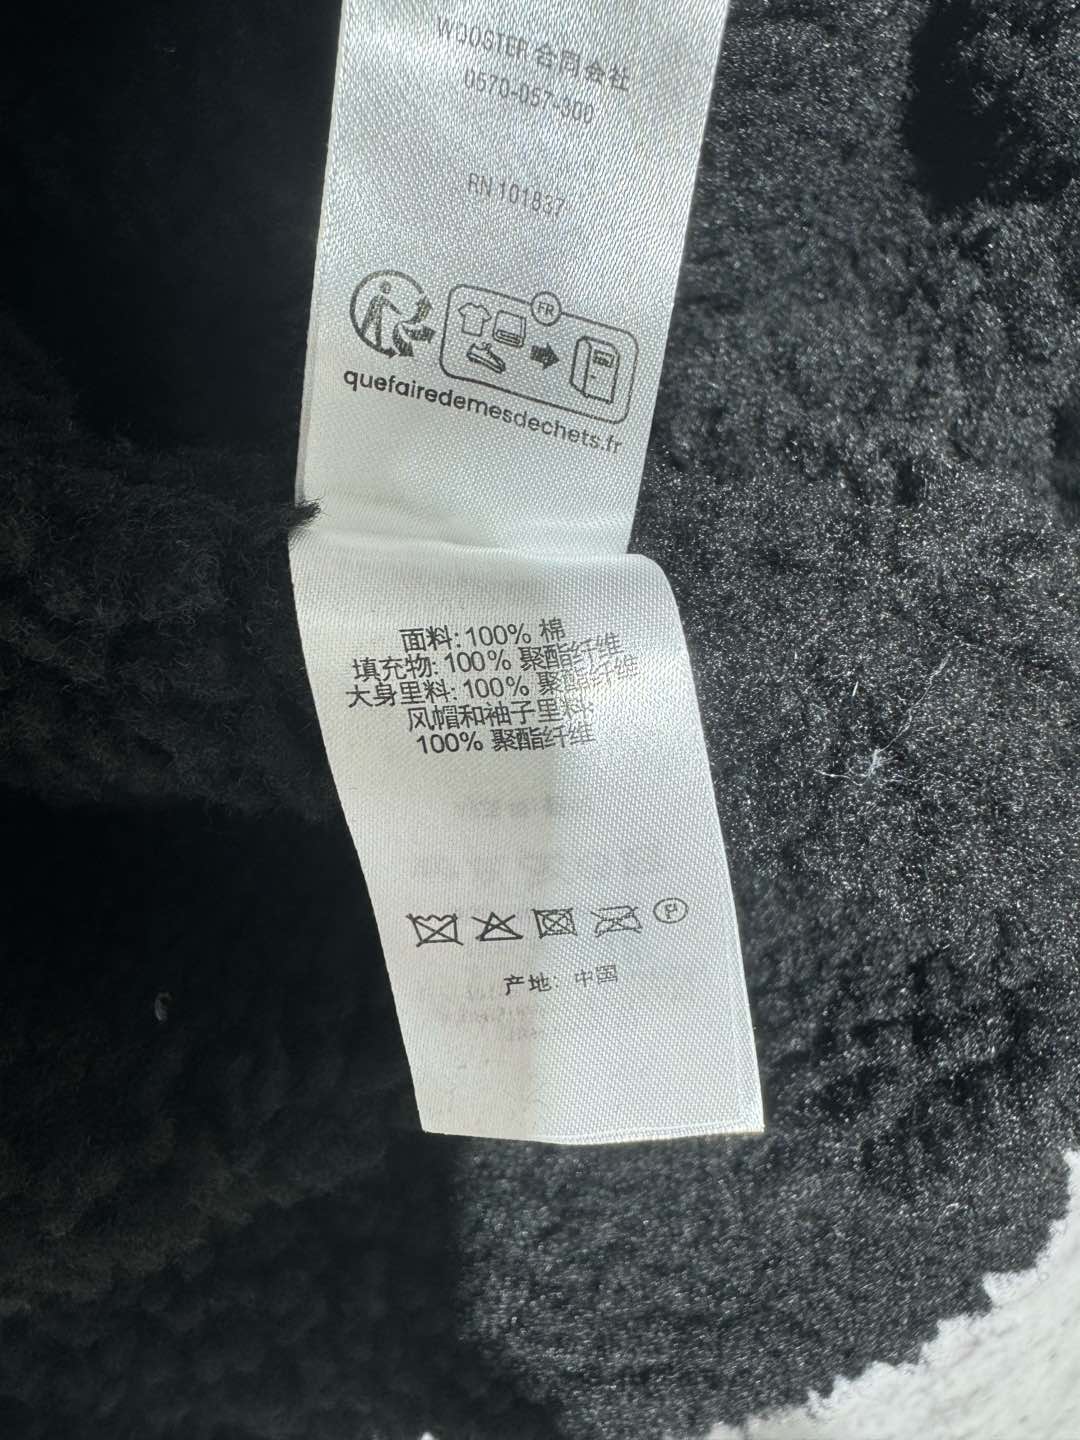 WOOSTER 合同会社
0570-057-300
RN 101837
FR
quefairedemesdechets.fr
面料: 100% 棉
填充物: 100% 聚酯纤维
大身里料: 100% 聚酯纤维
风帽和袖子里料:
100% 聚酯纤维
P
产地: 中国